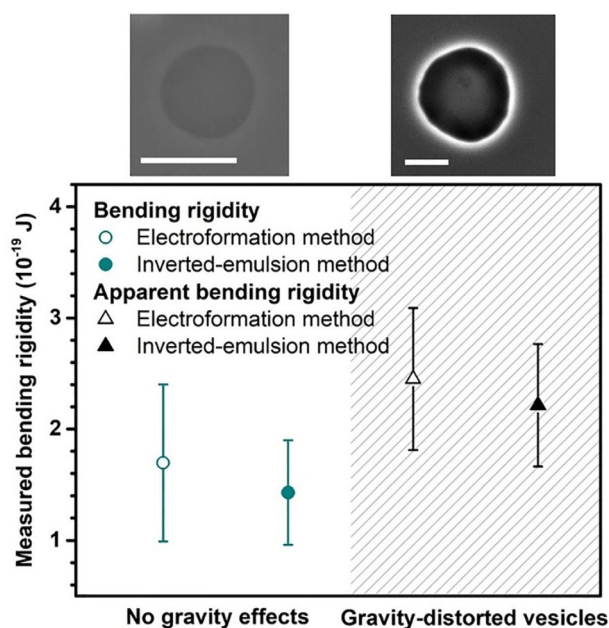 Measured bending rigidity (10⁻¹⁹ J)
4
3
2
1
Bending rigidity
Electroformation method
Inverted-emulsion method
Apparent bending rigidity
Electroformation method
Inverted-emulsion method
No gravity effects
Gravity-distorted vesicles